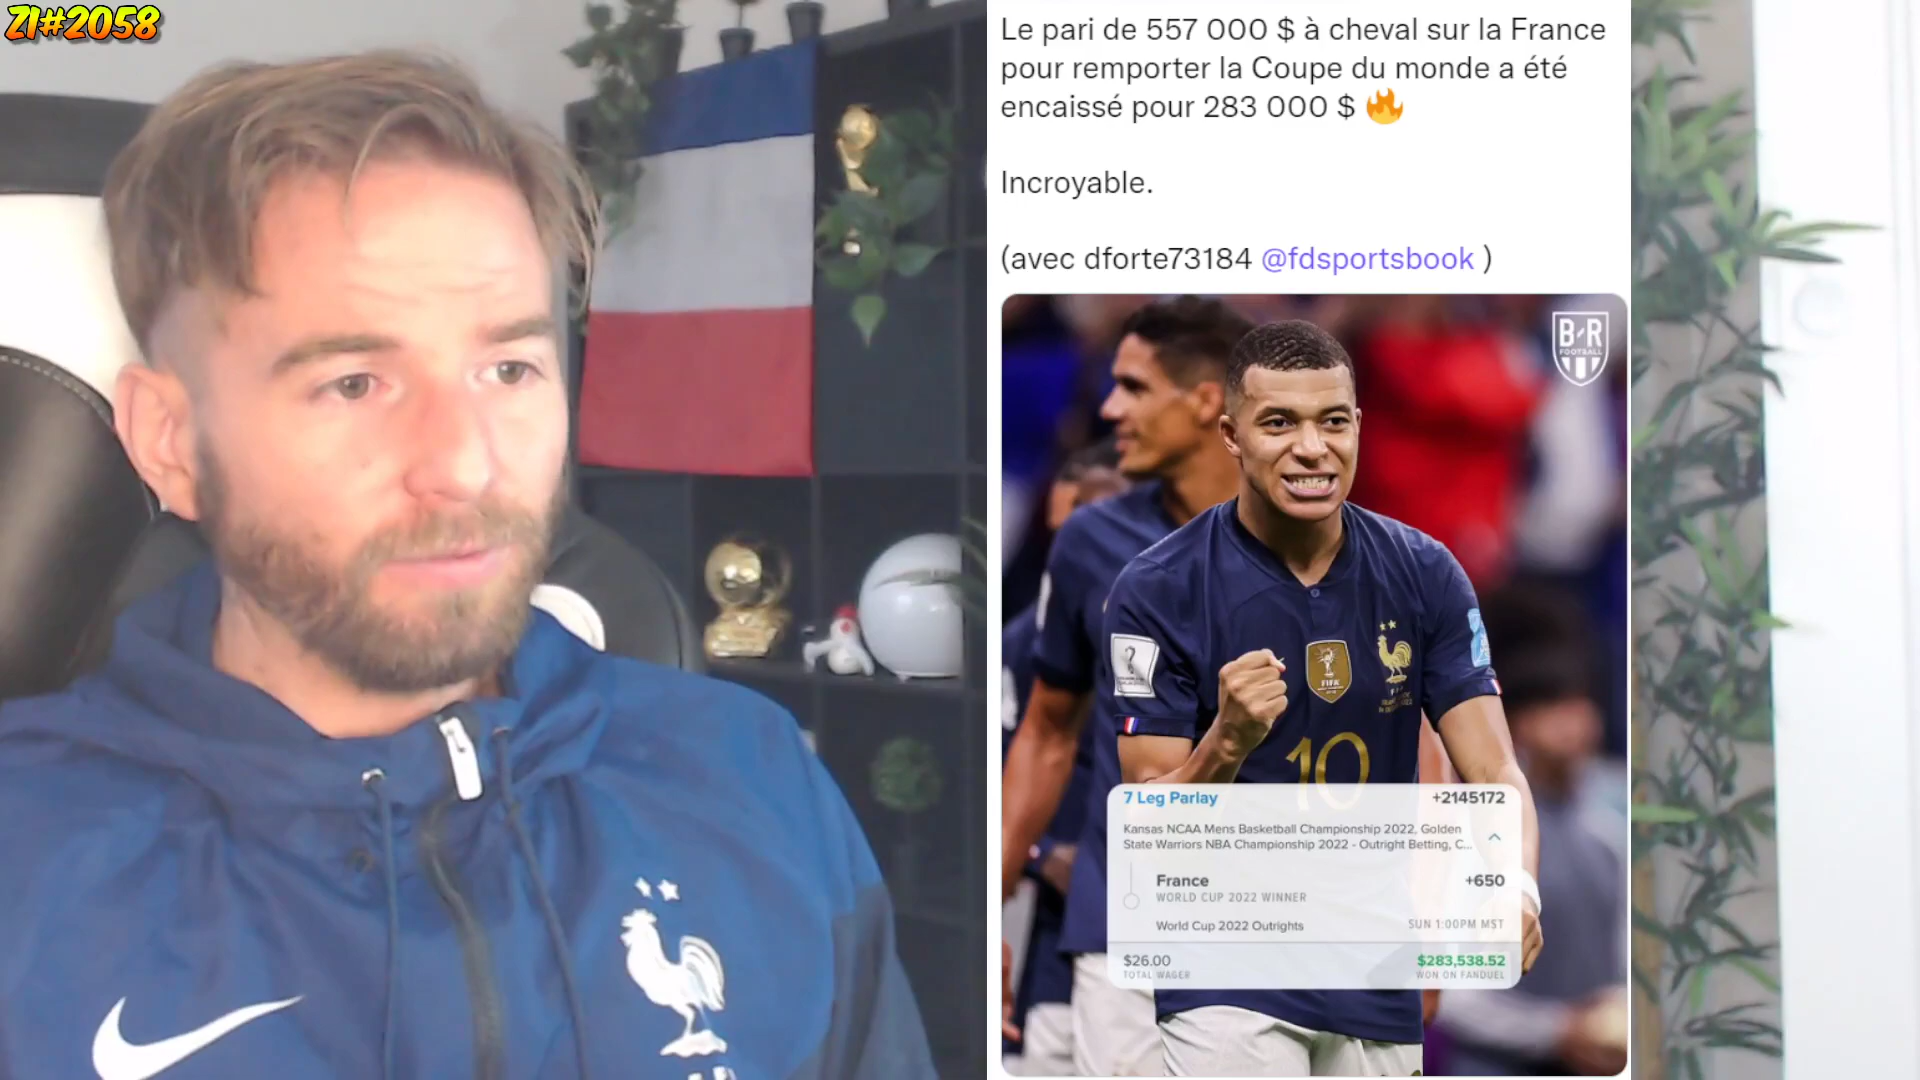 ZI#2058
Le pari de 557 000 $ à cheval sur la France
pour remporter la Coupe du monde a été
encaissé pour 283 000 $ 🔥
Incroyable.
(avec dforte73184 @fdsportsbook )
B/R
FOOTBALL
FIFA
10
7 Leg Parlay +2145172
Kansas NCAA Mens Basketball Championship 2022, Golden
State Warriors NBA Championship 2022 - Outright Betting, C...
France +650
WORLD CUP 2022 WINNER
World Cup 2022 Outrights SUN 1:00PM MST
$26.00 $283,538.52
TOTAL WAGER WON ON FANDUEL